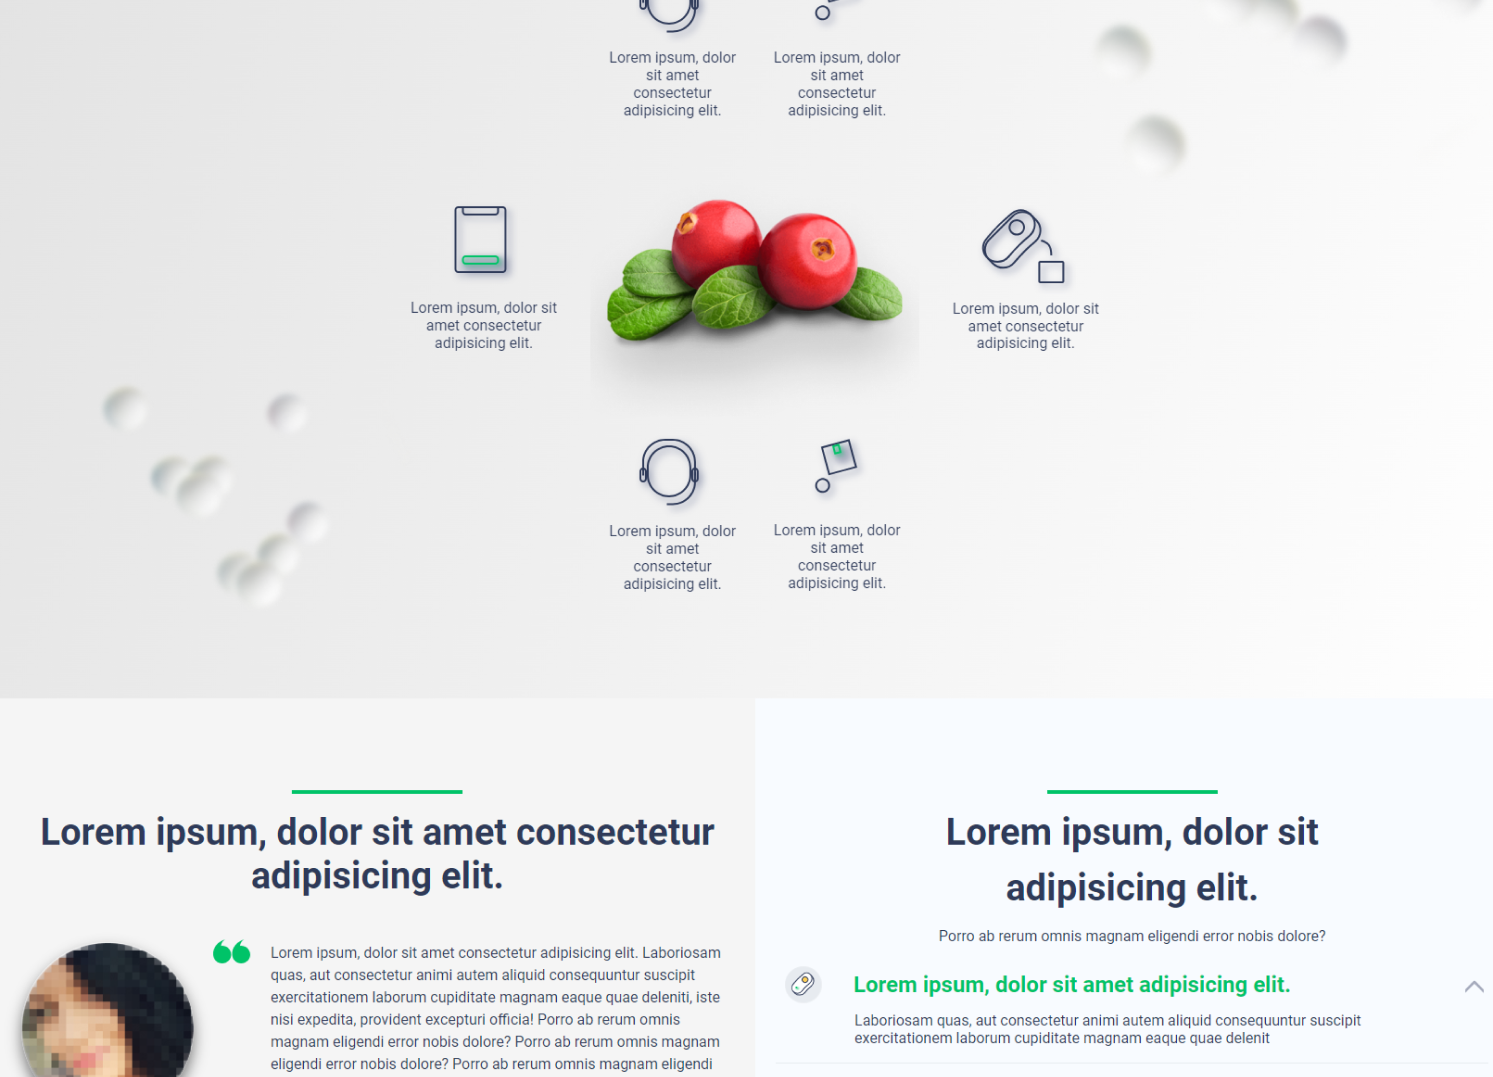 Lorem ipsum, dolor
sit amet
consectetur
adipisicing elit.
Lorem ipsum, dolor
sit amet
consectetur
adipisicing elit.
Lorem ipsum, dolor sit
amet consectetur
adipisicing elit.
Lorem ipsum, dolor sit
amet consectetur
adipisicing elit.
Lorem ipsum, dolor
sit amet
consectetur
adipisicing elit.
Lorem ipsum, dolor
sit amet
consectetur
adipisicing elit.
Lorem ipsum, dolor sit amet consectetur
adipisicing elit.
Lorem ipsum, dolor sit amet consectetur adipisicing elit. Laboriosam
quas, aut consectetur animi autem aliquid consequuntur suscipit
exercitationem laborum cupiditate magnam eaque quae deleniti, iste
nisi expedita, provident excepturi officia! Porro ab rerum omnis
magnam eligendi error nobis dolore? Porro ab rerum omnis magnam
eligendi error nobis dolore? Porro ab rerum omnis magnam eligendi
Lorem ipsum, dolor sit
adipisicing elit.
Porro ab rerum omnis magnam eligendi error nobis dolore?
Lorem ipsum, dolor sit amet adipisicing elit.
Laboriosam quas, aut consectetur animi autem aliquid consequuntur suscipit
exercitationem laborum cupiditate magnam eaque quae delenit